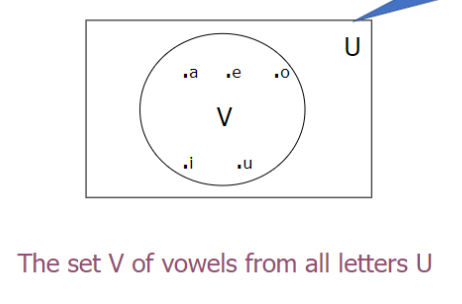 U
.a .e .o
V
.i .u
The set V of vowels from all letters U